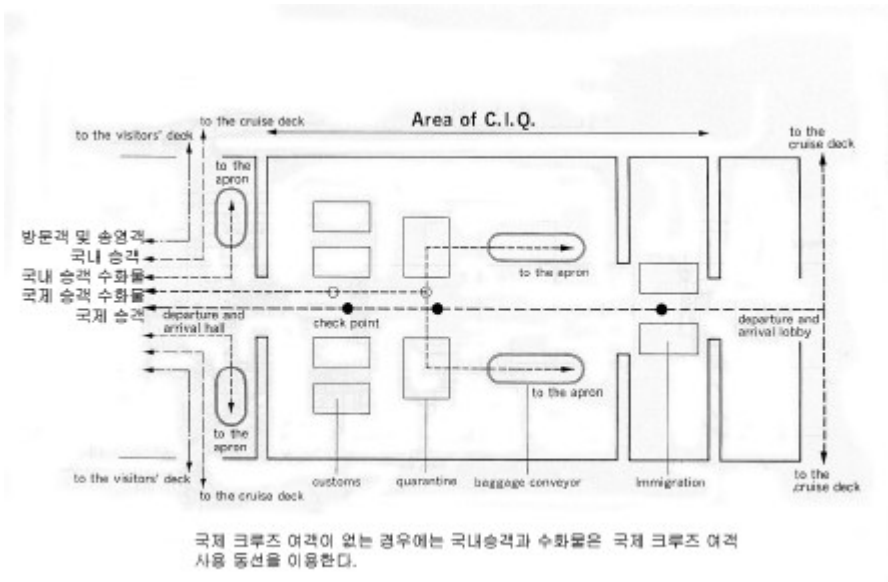 to the cruise deck
Area of C.I.Q.
to the visitors' deck
to the
cruise deck
to the
apron
방문객 및 송영객
국내 승객
국내 승객 수화물
국제 승객 수화물
국제 승객
to the apron
departure and
arrival hall
check point
departure and
arrival lobby
to the apron
to the
apron
to the visitors' deck
to the cruise deck
customs
quarantine
baggage conveyor
Immigration
to the
cruise deck
국제 크루즈 여객이 없는 경우에는 국내승객과 수화물은 국제 크루즈 여객
사용 동선을 이용한다.